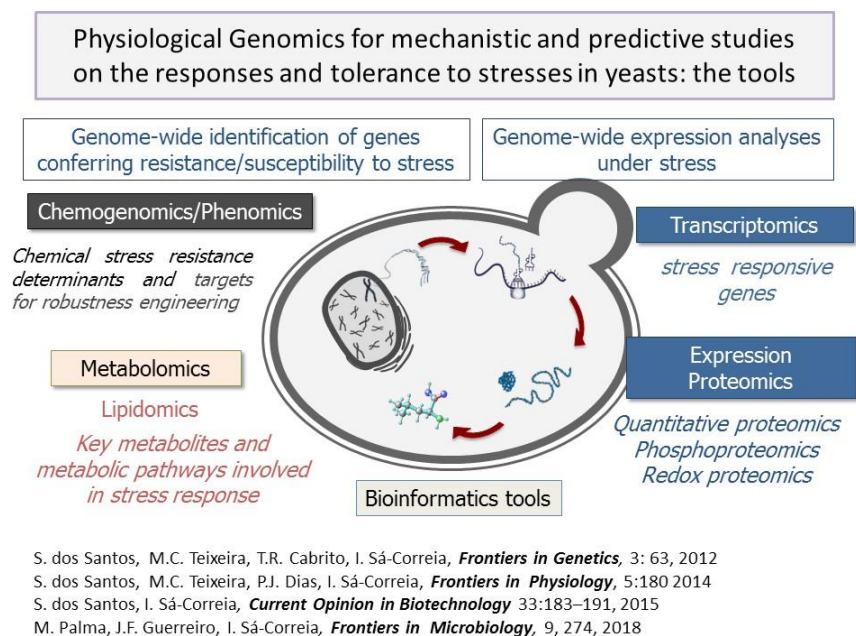 Physiological Genomics for mechanistic and predictive studies
on the responses and tolerance to stresses in yeasts: the tools
Genome-wide identification of genes
conferring resistance/susceptibility to stress
Genome-wide expression analyses
under stress
Chemogenomics/Phenomics
Chemical stress resistance
determinants and targets
for robustness engineering
Transcriptomics
stress responsive
genes
Metabolomics
Lipidomics
Key metabolites and
metabolic pathways involved
in stress response
Expression
Proteomics
Quantitative proteomics
Phosphoproteomics
Redox proteomics
Bioinformatics tools
S. dos Santos, M.C. Teixeira, T.R. Cabrito, I. Sá-Correia, Frontiers in Genetics, 3: 63, 2012
S. dos Santos, M.C. Teixeira, P.J. Dias, I. Sá-Correia, Frontiers in Physiology, 5:180 2014
S. dos Santos, I. Sá-Correia, Current Opinion in Biotechnology 33:183–191, 2015
M. Palma, J.F. Guerreiro, I. Sá-Correia, Frontiers in Microbiology, 9, 274, 2018